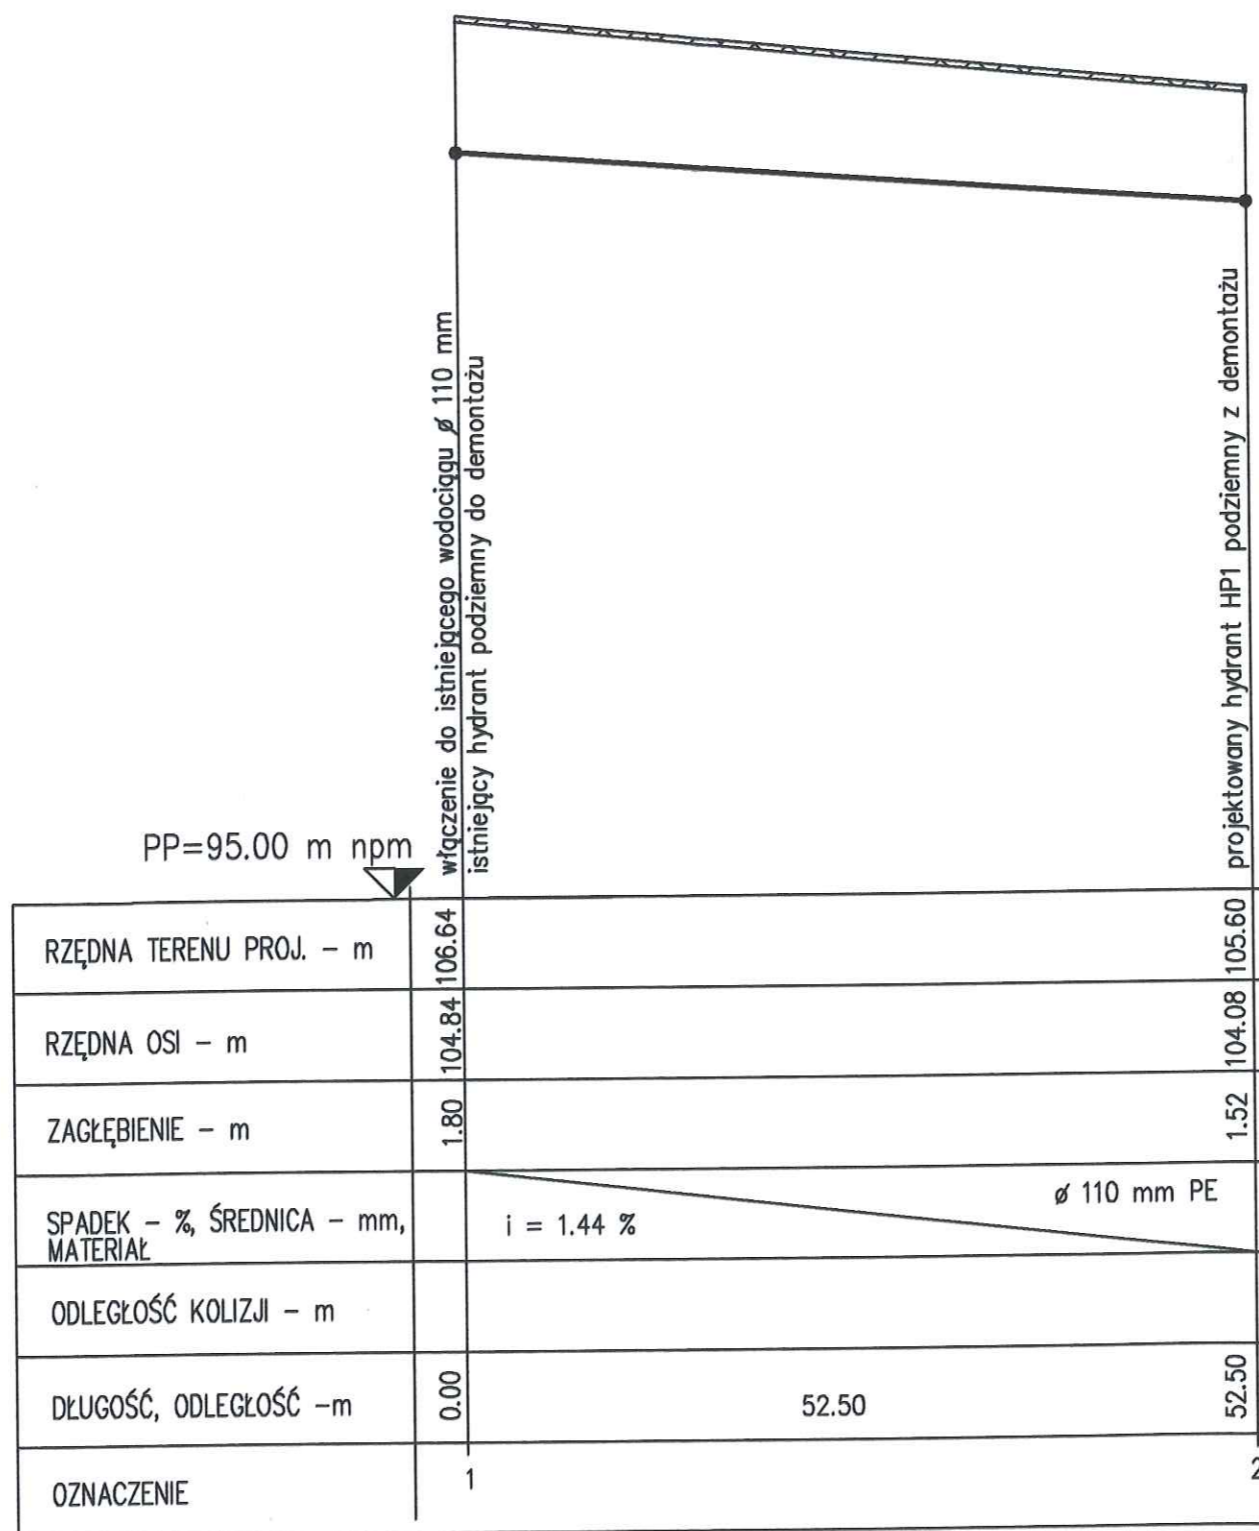 włączenie do istniejącego wodociągu ø 110 mm
istniejący hydrant podziemny do demontażu
projektowany hydrant HP1 podziemny z demontażu
PP=95.00 m npm
RZĘDNA TERENU PROJ. – m
106.64
105.60
RZĘDNA OSI – m
104.84
104.08
ZAGŁĘBIENIE – m
1.80
1.52
SPADEK – %, ŚREDNICA – mm,
MATERIAŁ
i = 1.44 %
ø 110 mm PE
ODLEGŁOŚĆ KOLIZJI – m
DŁUGOŚĆ, ODLEGŁOŚĆ –m
0.00
52.50
52.50
OZNACZENIE
1
2